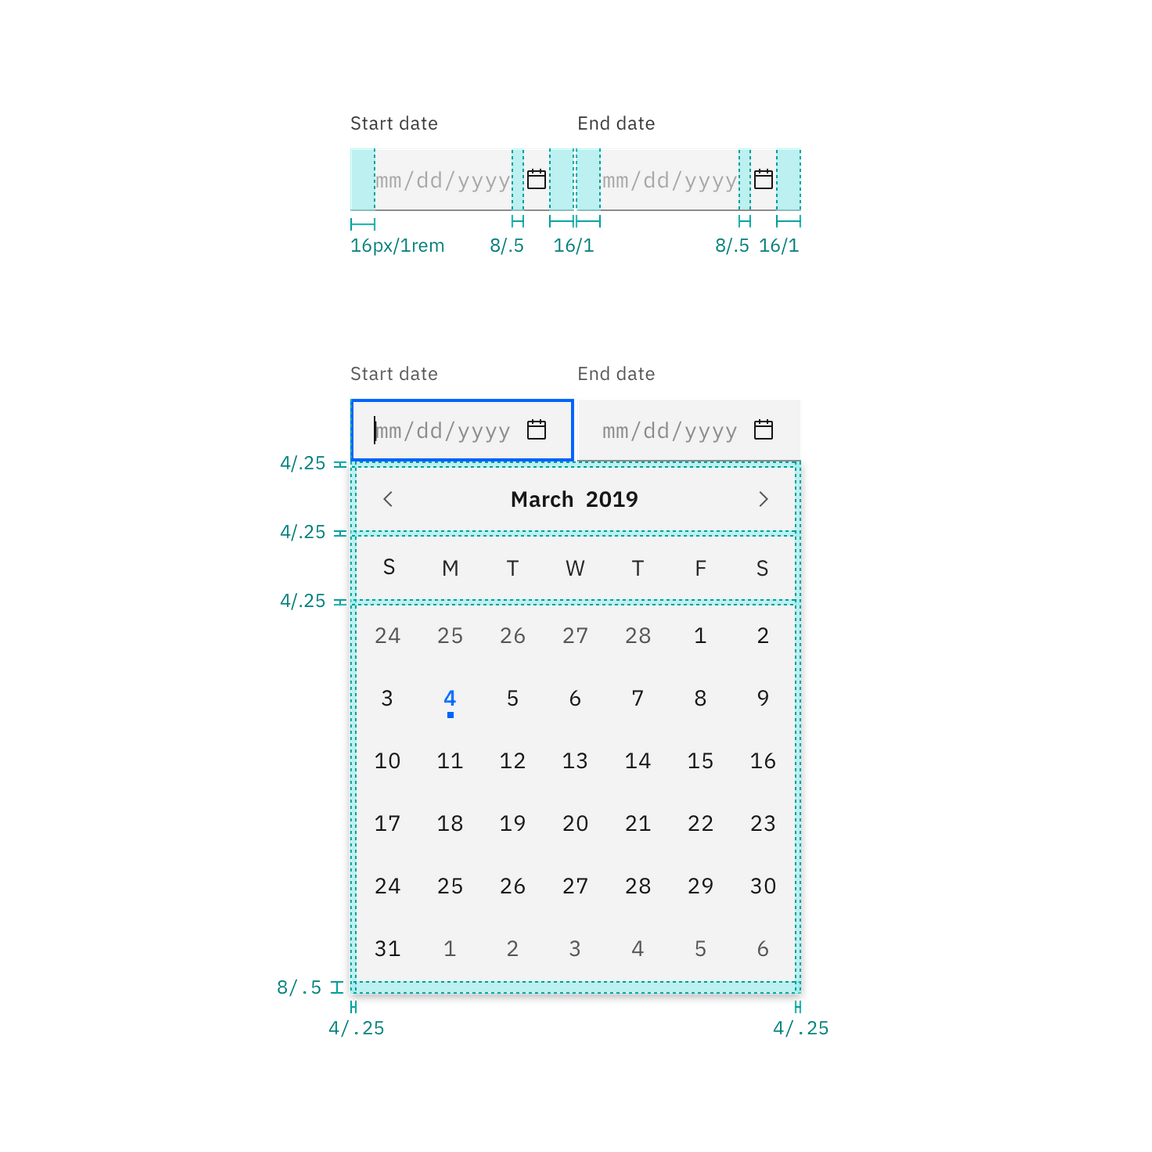 Start date End date
mm/dd/yyyy mm/dd/yyyy
16px/1rem 8/.5 16/1 8/.5 16/1
Start date End date
mm/dd/yyyy mm/dd/yyyy
4/.25
March 2019
4/.25
S M T W T F S
4/.25
24 25 26 27 28 1 2
3 4 5 6 7 8 9
10 11 12 13 14 15 16
17 18 19 20 21 22 23
24 25 26 27 28 29 30
31 1 2 3 4 5 6
8/.5
4/.25 4/.25